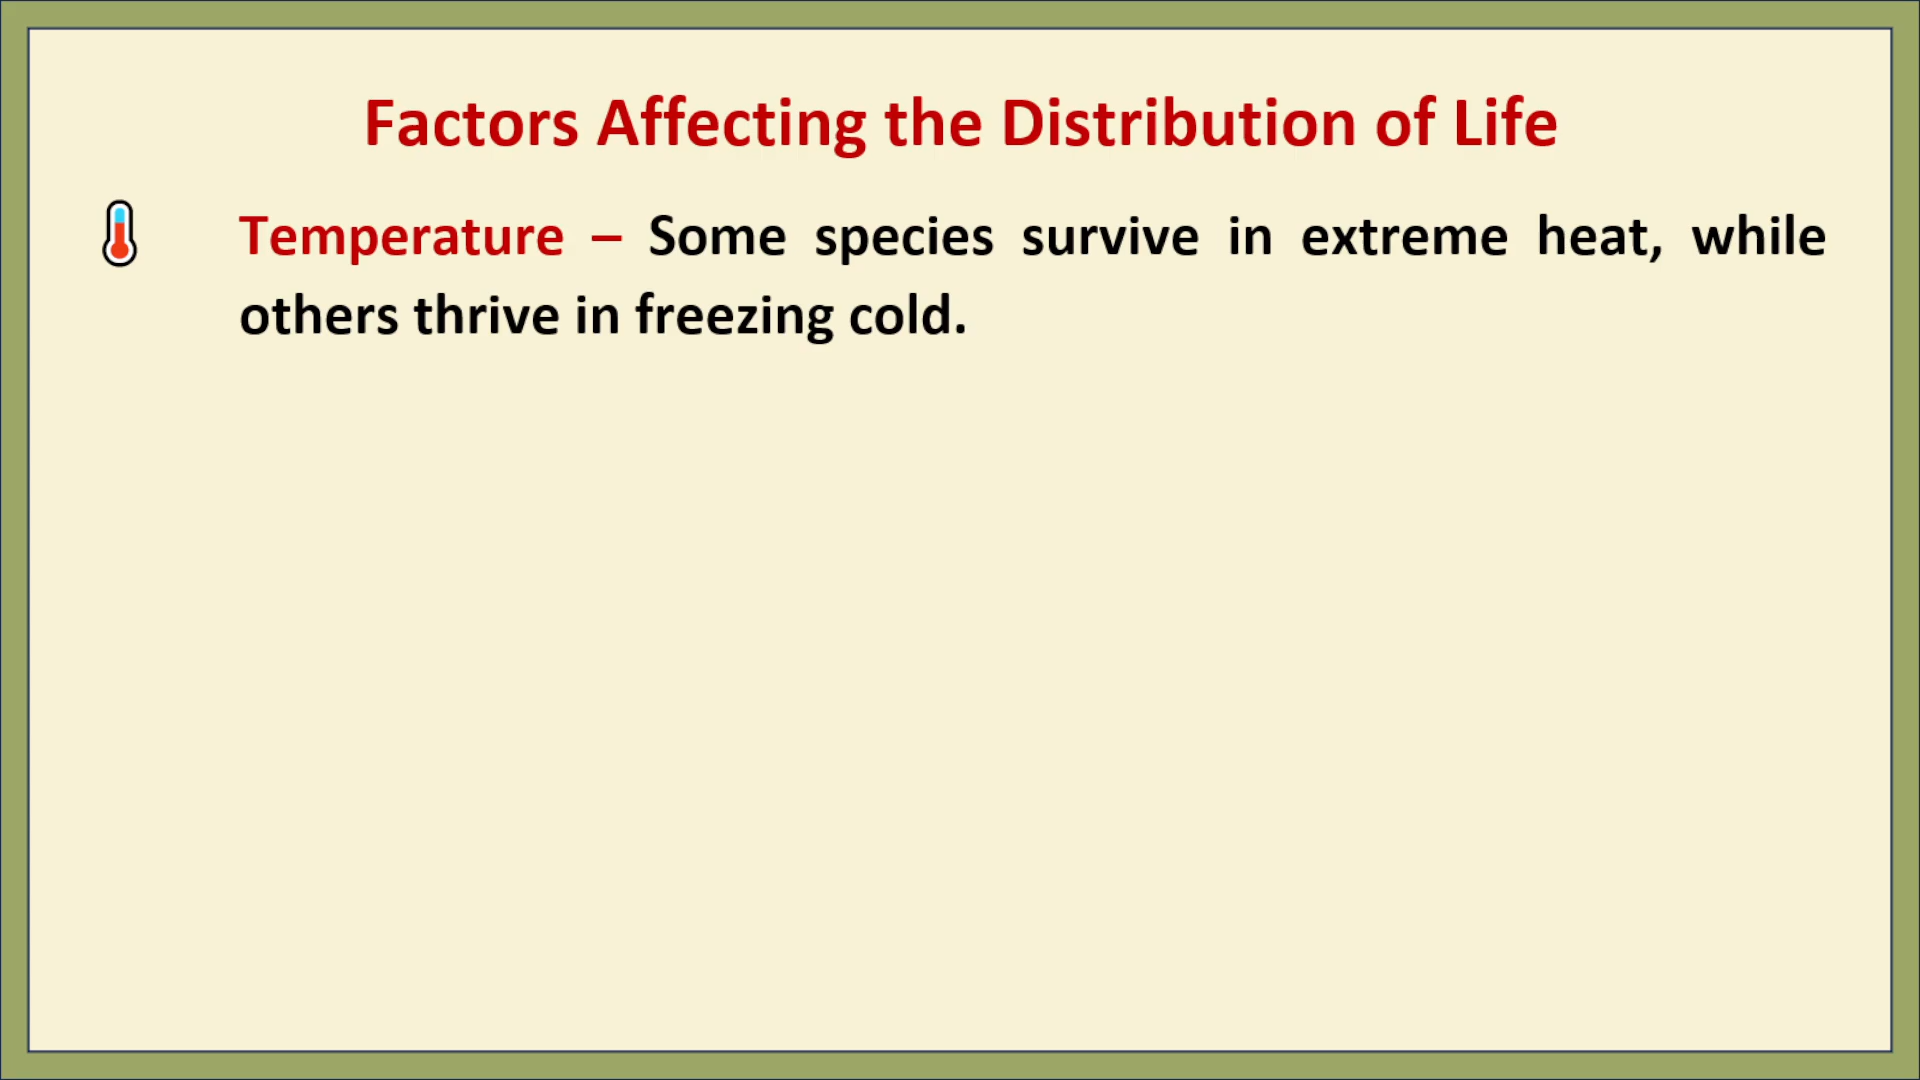 Factors Affecting the Distribution of Life
Temperature – Some species survive in extreme heat, while
others thrive in freezing cold.